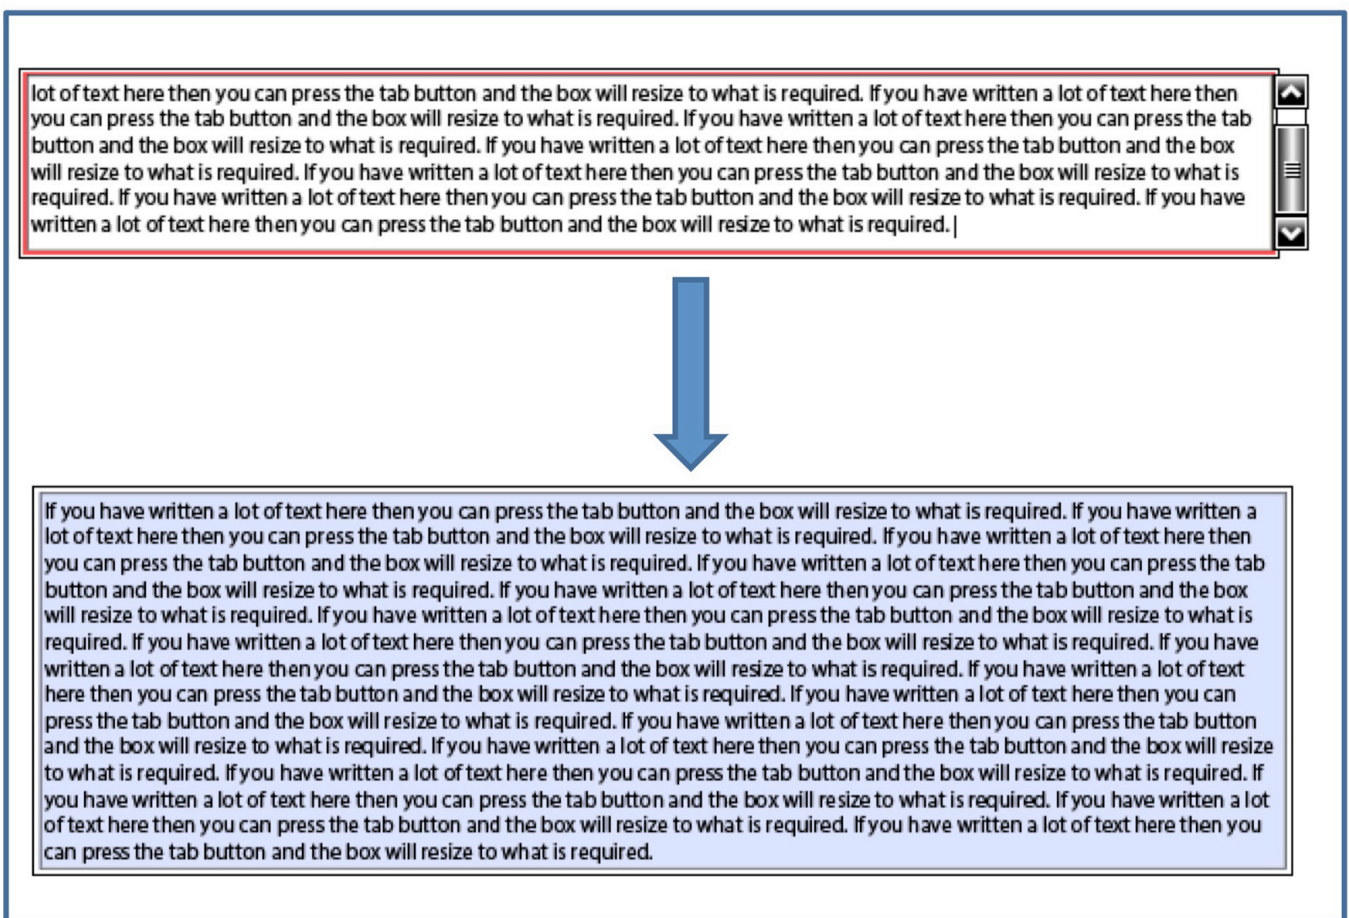 lot of text here then you can press the tab button and the box will resize to what is required. If you have written a lot of text here then
you can press the tab button and the box will resize to what is required. If you have written a lot of text here then you can press the tab
button and the box will resize to what is required. If you have written a lot of text here then you can press the tab button and the box
will resize to what is required. If you have written a lot of text here then you can press the tab button and the box will resize to what is
required. If you have written a lot of text here then you can press the tab button and the box will resize to what is required. If you have
written a lot of text here then you can press the tab button and the box will resize to what is required.
If you have written a lot of text here then you can press the tab button and the box will resize to what is required. If you have written a
lot of text here then you can press the tab button and the box will resize to what is required. If you have written a lot of text here then
you can press the tab button and the box will resize to what is required. If you have written a lot of text here then you can press the tab
button and the box will resize to what is required. If you have written a lot of text here then you can press the tab button and the box
will resize to what is required. If you have written a lot of text here then you can press the tab button and the box will resize to what is
required. If you have written a lot of text here then you can press the tab button and the box will resize to what is required. If you have
written a lot of text here then you can press the tab button and the box will resize to what is required. If you have written a lot of text
here then you can press the tab button and the box will resize to what is required. If you have written a lot of text here then you can
press the tab button and the box will resize to what is required. If you have written a lot of text here then you can press the tab button
and the box will resize to what is required. If you have written a lot of text here then you can press the tab button and the box will resize
to what is required. If you have written a lot of text here then you can press the tab button and the box will resize to what is required. If
you have written a lot of text here then you can press the tab button and the box will resize to what is required. If you have written a lot
of text here then you can press the tab button and the box will resize to what is required. If you have written a lot of text here then you
can press the tab button and the box will resize to what is required.